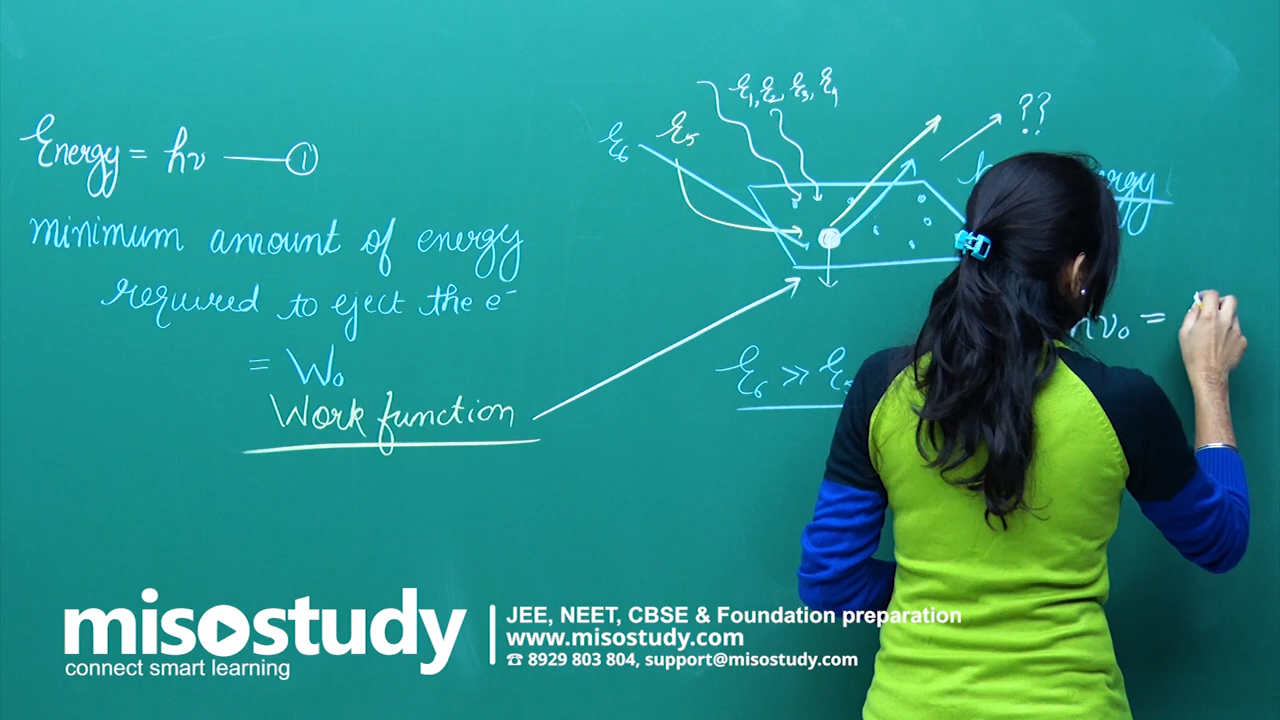 Energy = hν ——①
minimum amount of energy
required to eject the e⁻
= W₀
Work function
E₁, E₂, E₃, E₄
E₆
E₅
??
hν₀ =
E₆ >> E₅
misostudy
connect smart learning
JEE, NEET, CBSE & Foundation preparation
www.misostudy.com
☎ 8929 803 804, support@misostudy.com